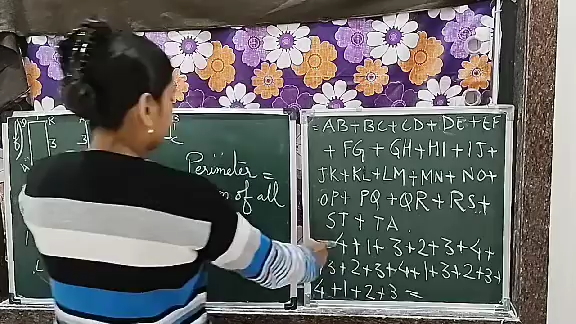 Perimeter =
of all
= AB + BC + CD + DE + EF
+ FG + GH + HI + IJ +
JK + KL + LM + MN + NO +
OP + PQ + QR + RS +
ST + TA.
4 + 1 + 3 + 2 + 3 + 4 +
3 + 2 + 3 + 4 + 1 + 3 + 2 + 3 +
4 + 1 + 2 + 3 =